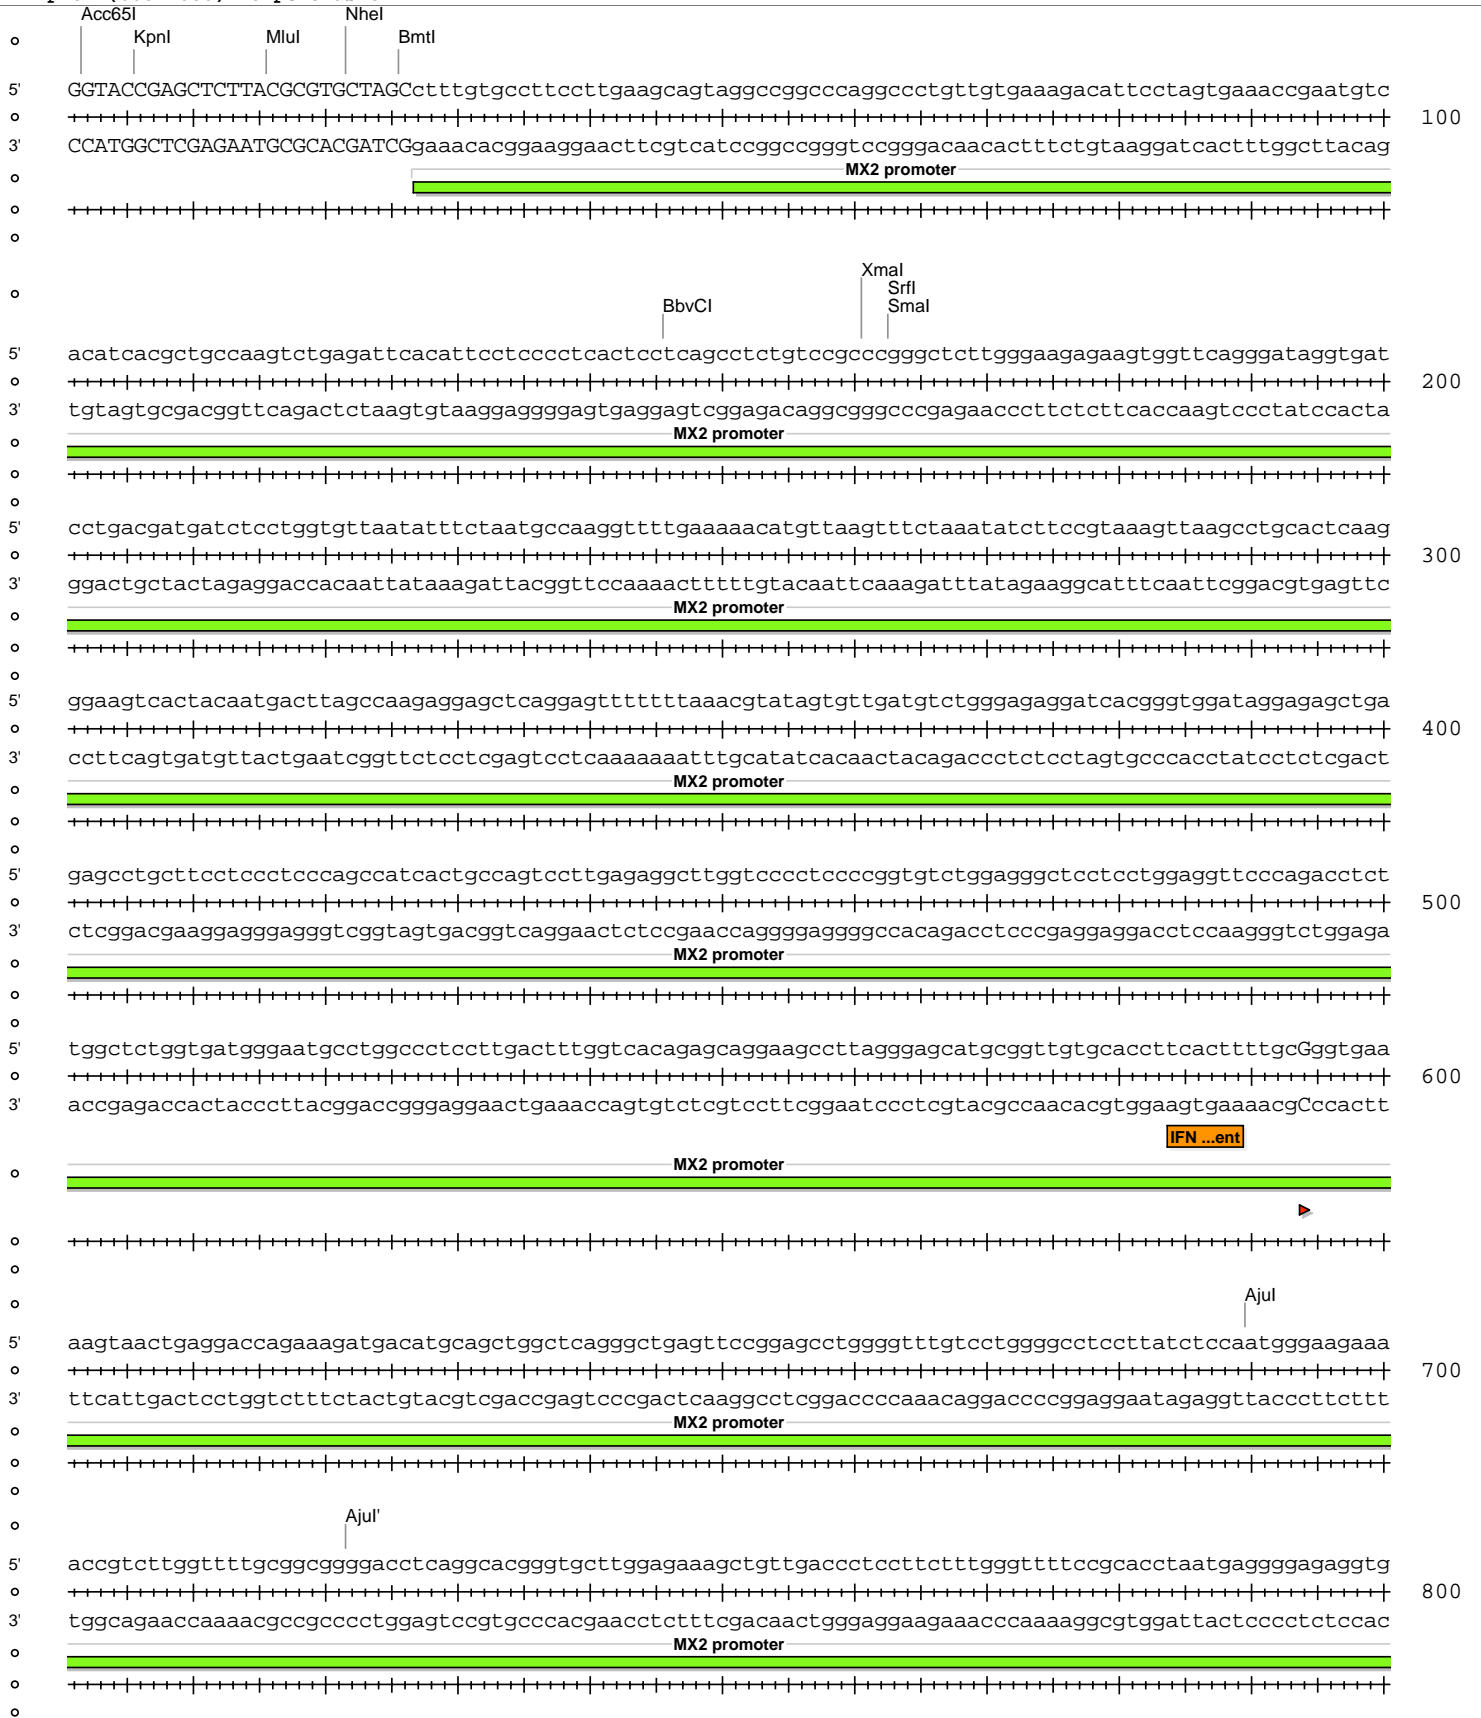 Acc65I NheI
KpnI MluI BmtI
5' GGTACCGAGCTCTTACGCGTGCTAGCctttgtgccttccttgaagcagtaggccggcccaggccctgttgtgaaagacattcctagtgaaaccgaatgtc
100
3' CCATGGCTCGAGAATGCGCACGATCGgaaacacggaaggaacttcgtcatccggccgggtccgggacaacactttctgtaaggatcactttggcttacag
MX2 promoter
XmaI
SrfI
BbvCI SmaI
5' acatcacgctgccaagtctgagattcacattcctcccctcactcctcagcctctgtccgcccgggctcttgggaagagaagtggttcagggataggtgat
200
3' tgtagtgcgacggttcagactctaagtgtaaggaggggagtgaggagtcggagacaggcgggcccgagaacccttctcttcaccaagtccctatccacta
MX2 promoter
5' cctgacgatgatctcctggtgttaatatttctaatgccaaggttttgaaaaacatgttaagtttctaaatatcttccgtaaagttaagcctgcactcaag
300
3' ggactgctactagaggaccacaattataaagattacggttccaaaactttttgtacaattcaaagatttatagaaggcatttcaattcggacgtgagttc
MX2 promoter
5' ggaagtcactacaatgacttagccaagaggagctcaggagtttttttaaacgtatagtgttgatgtctgggagaggatcacgggtggataggagagctga
400
3' ccttcagtgatgttactgaatcggttctcctcgagtcctcaaaaaaatttgcatatcacaactacagaccctctcctagtgcccacctatcctctcgact
MX2 promoter
5' gagcctgcttcctccctcccagccatcactgccagtccttgagaggcttggtcccctccccggtgtctggagggctcctcctggaggttcccagacctct
500
3' ctcggacgaaggagggagggtcggtagtgacggtcaggaactctccgaaccaggggaggggccacagacctcccgaggaggacctccaagggtctggaga
MX2 promoter
5' tggctctggtgatgggaatgcctggccctccttgactttggtcacagagcaggaagccttagggagcatgcggttgtgcaccttcacttttgcGggtgaa
600
3' accgagaccactacccttacggaccgggaggaactgaaaccagtgtctcgtccttcggaatccctcgtacgccaacacgtggaagtgaaaacgCccactt
IFN ...ent
MX2 promoter
AjuI
5' aagtaactgaggaccagaaagatgacatgcagctggctcagggctgagttccggagcctggggtttgtcctggggcctccttatctccaatgggaagaaa
700
3' ttcattgactcctggtctttctactgtacgtcgaccgagtcccgactcaaggcctcggaccccaaacaggaccccggaggaatagaggttacccttcttt
MX2 promoter
AjuI'
5' accgtcttggttttgcggcggggacctcaggcacgggtgcttggagaaagctgttgaccctccttctttgggttttccgcacctaatgaggggagaggtg
800
3' tggcagaaccaaaacgccgcccctggagtccgtgcccacgaacctctttcgacaactgggaggaagaaacccaaaaggcgtggattactcccctctccac
MX2 promoter